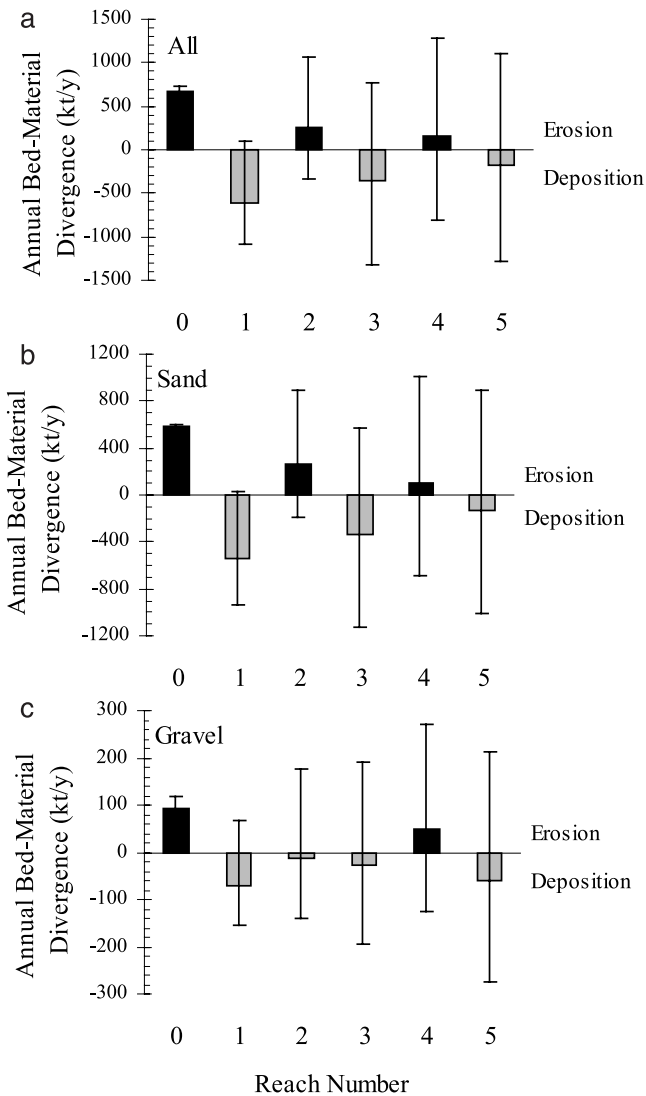 a
Annual Bed-Material
Divergence (kt/y)
1500
1000
500
0
-500
-1000
-1500
All
Erosion
Deposition
0 1 2 3 4 5
b
Annual Bed-Material
Divergence (kt/y)
1200
800
400
0
-400
-800
-1200
Sand
Erosion
Deposition
0 1 2 3 4 5
c
Annual Bed-Material
Divergence (kt/y)
300
200
100
0
-100
-200
-300
Gravel
Erosion
Deposition
0 1 2 3 4 5
Reach Number